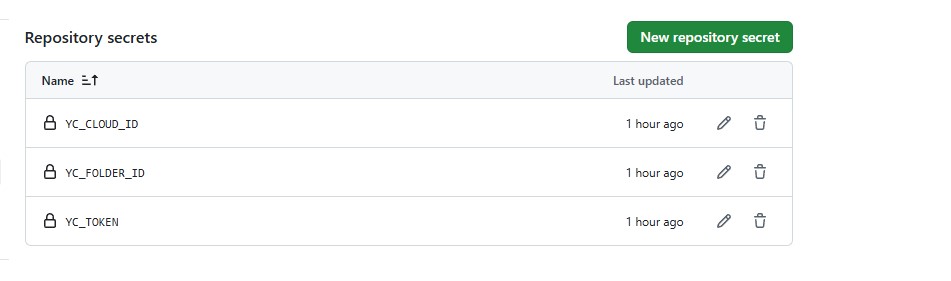 Repository secrets
New repository secret
Name Last updated
YC_CLOUD_ID 1 hour ago
YC_FOLDER_ID 1 hour ago
YC_TOKEN 1 hour ago